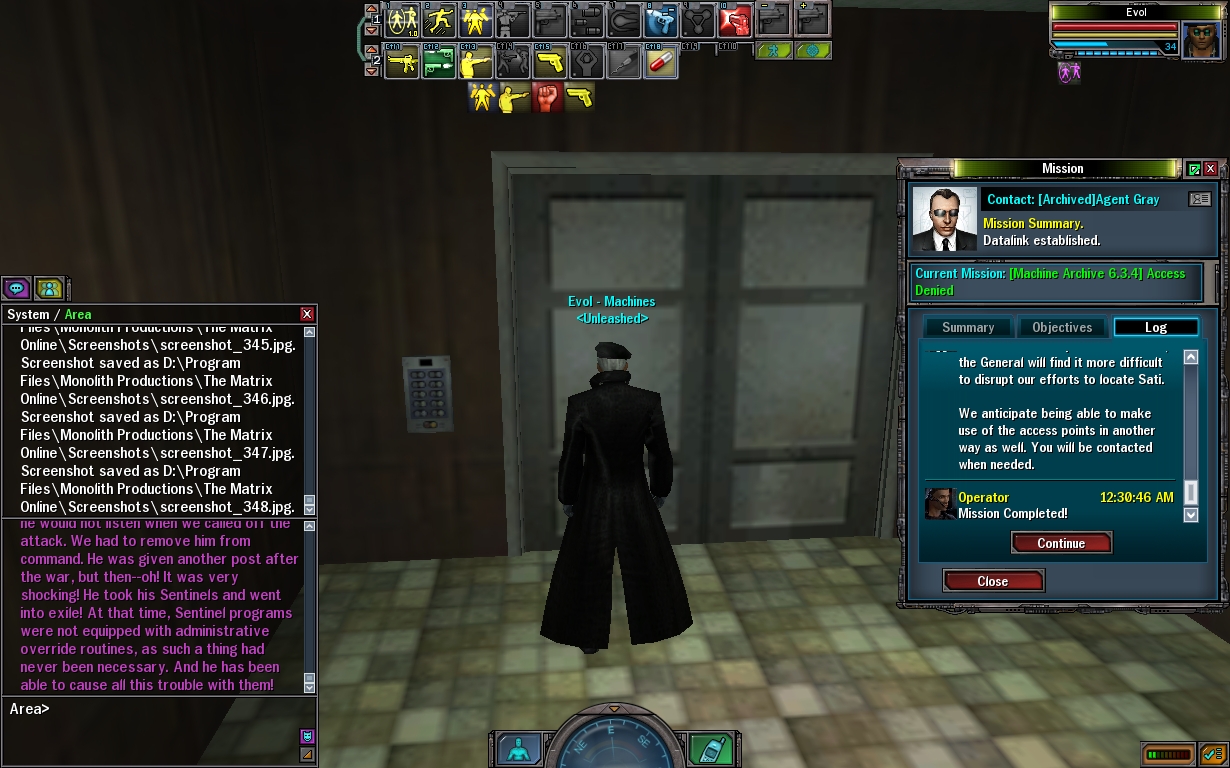 Evol
34
Mission
Contact: [Archived]Agent Gray
Mission Summary.
Datalink established.
Current Mission: [Machine Archive 6.3.4] Access
Denied
Summary
Objectives
Log
the General will find it more difficult
to disrupt our efforts to locate Sati.
We anticipate being able to make
use of the access points in another
way as well. You will be contacted
when needed.
Operator 12:30:46 AM
Mission Completed!
Continue
Close
Evol - Machines
<Unleashed>
System / Area
Files\Monolith Productions\The Matrix
Online\Screenshots\screenshot_345.jpg.
Screenshot saved as D:\Program
Files\Monolith Productions\The Matrix
Online\Screenshots\screenshot_346.jpg.
Screenshot saved as D:\Program
Files\Monolith Productions\The Matrix
Online\Screenshots\screenshot_347.jpg.
Screenshot saved as D:\Program
Files\Monolith Productions\The Matrix
Online\Screenshots\screenshot_348.jpg.
he would not listen when we called off the
attack. We had to remove him from
command. He was given another post after
the war, but then--oh! It was very
shocking! He took his Sentinels and went
into exile! At that time, Sentinel programs
were not equipped with administrative
override routines, as such a thing had
never been necessary. And he has been
able to cause all this trouble with them!
Area>
NE
E
SE